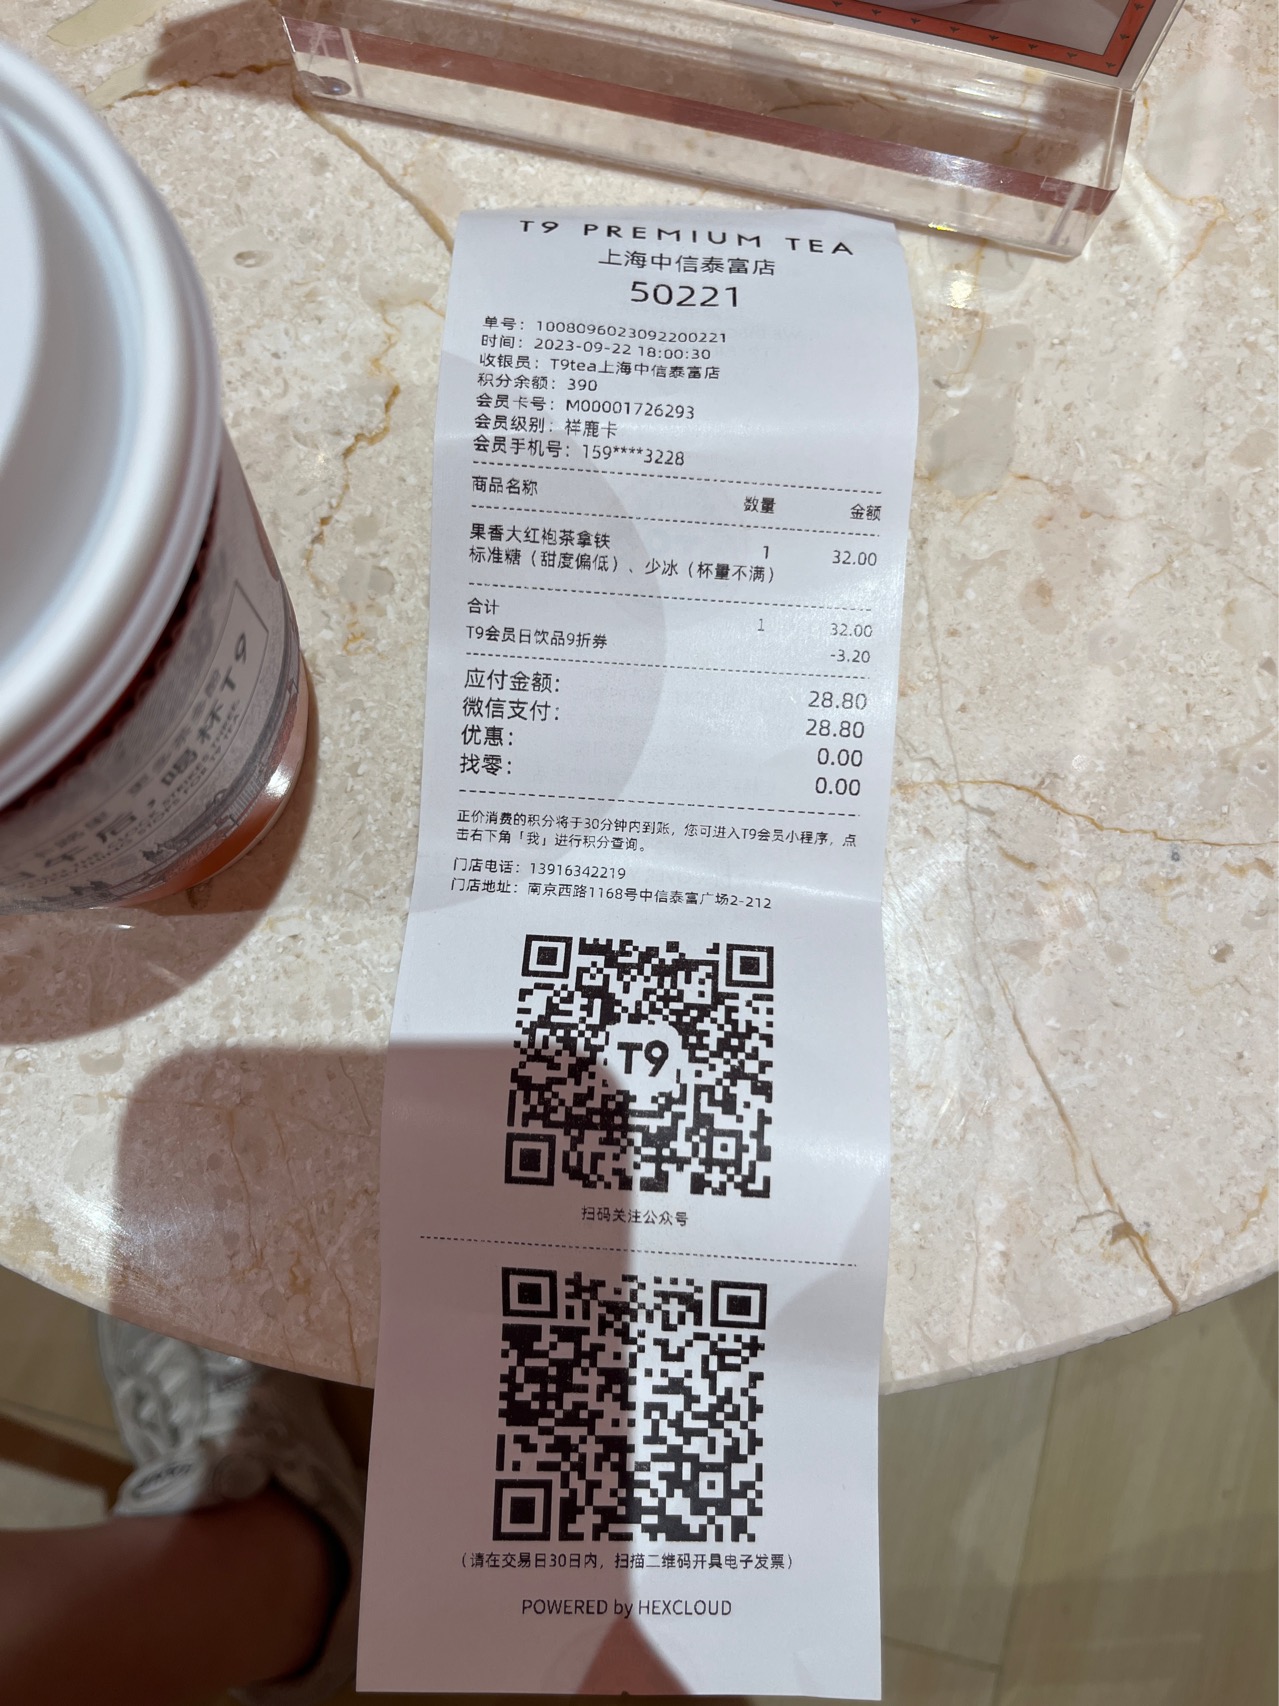 T9 PREMIUM TEA
上海中信泰富店
50221
单号：1008096023092200221
时间：2023-09-22 18:00:30
收银员：T9tea上海中信泰富店
积分余额：390
会员卡号：M00001726293
会员级别：祥鹿卡
会员手机号：159****3228
商品名称 数量 金额
果香大红袍茶拿铁 1 32.00
标准糖（甜度偏低）、少冰（杯量不满）
合计 1 32.00
T9会员日饮品9折券 -3.20
应付金额： 28.80
微信支付： 28.80
优惠： 0.00
找零： 0.00
正价消费的积分将于30分钟内到账，您可进入T9会员小程序，点
击右下角「我」进行积分查询。
门店电话：13916342219
门店地址：南京西路1168号中信泰富广场2-212
T9
扫码关注公众号
（请在交易日30日内，扫描二维码开具电子发票）
POWERED by HEXCLOUD
午后,喝杯T9